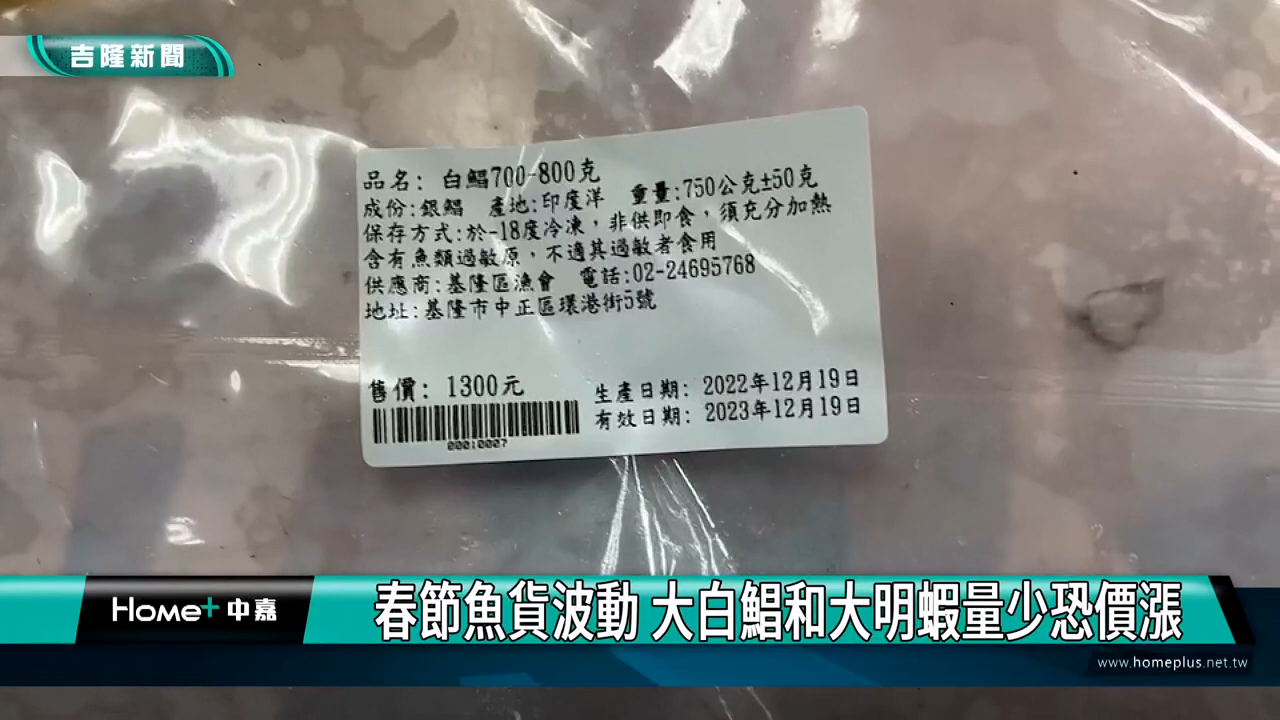 吉隆新聞
品名: 白鯧700-800克
成份:銀鯧 產地:印度洋 重量:750公克±50克
保存方式:於-18度冷凍,非供即食,須充分加熱
含有魚類過敏原,不適其過敏者食用
供應商:基隆區漁會 電話:02-24695768
地址:基隆市中正區環港街5號
售價: 1300元
生產日期: 2022年12月19日
有效日期: 2023年12月19日
00010007
Home+中嘉
春節魚貨波動 大白鯧和大明蝦量少恐價漲
www.homeplus.net.tw